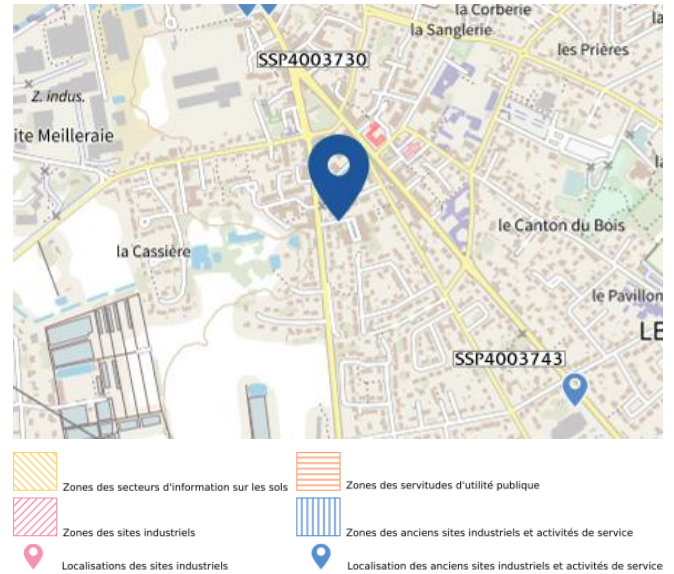 la Corberie
la Sanglerie
la
SSP4003730
les Prières
Z. indus.
ite Meilleraie
la Cassière
le Canton du Bois
le Pavillon
LE
SSP4003743
Zones des secteurs d'information sur les sols
Zones des servitudes d'utilité publique
Zones des sites industriels
Zones des anciens sites industriels et activités de service
Localisations des sites industriels
Localisation des anciens sites industriels et activités de service